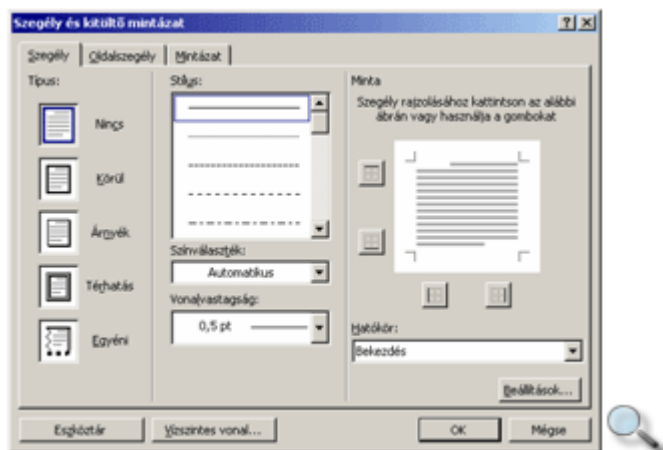 Szegély és kitöltő mintázat
Szegély Oldalszegély Mintázat
Típus:
Nincs
Körül
Árnyék
Térhatás
Egyéni
Stílus:
Színválaszték:
Automatikus
Vonalvastagság:
0,5 pt
Minta
Szegély rajzolásához kattintson az alábbi
ábrán vagy használja a gombokat
Hatókör:
Bekezdés
Beállítások...
Eszköztár Vízszintes vonal... OK Mégse